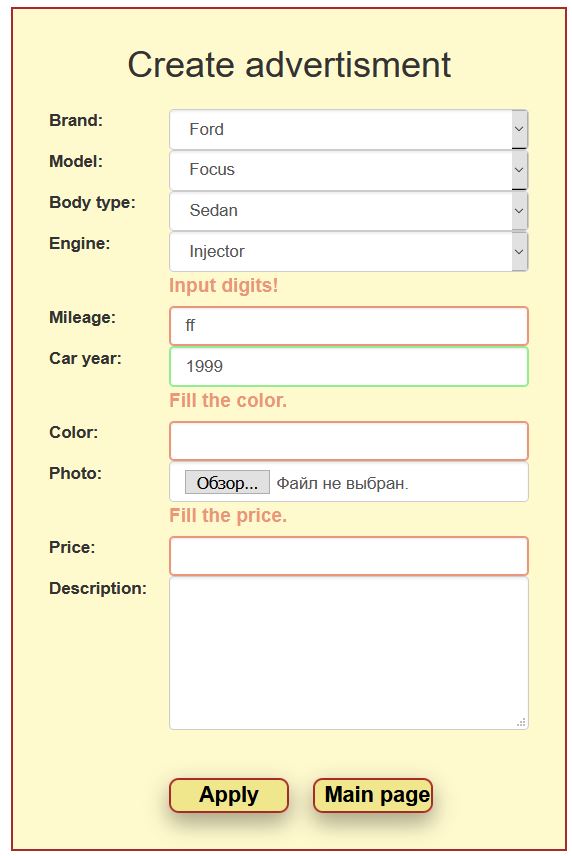 Create advertisment
Brand: Ford
Model: Focus
Body type: Sedan
Engine: Injector
Input digits!
Mileage: ff
Car year: 1999
Fill the color.
Color:
Photo: Обзор... Файл не выбран.
Fill the price.
Price:
Description:
Apply Main page